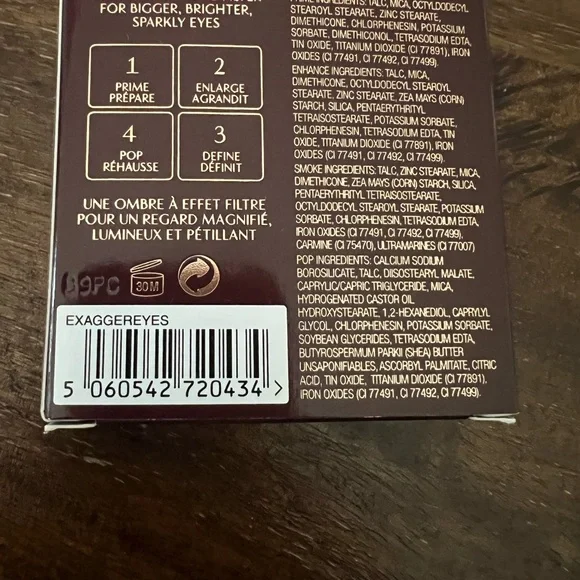 FOR BIGGER, BRIGHTER,
SPARKLY EYES
1
PRIME
PRÉPARE
2
ENLARGE
AGRANDIT
4
POP
RÉHAUSSE
3
DEFINE
DÉFINIT
UNE OMBRE À EFFET FILTRE
POUR UN REGARD MAGNIFIÉ,
LUMINEUX ET PÉTILLANT
30M
EXAGGEREYES
5 060542 720434 >
PRIME INGREDIENTS: TALC, MICA, OCTYLDODECYL
STEAROYL STEARATE, ZINC STEARATE,
DIMETHICONE, CHLORPHENESIN, POTASSIUM
SORBATE, DIMETHICONOL, TETRASODIUM EDTA,
TIN OXIDE, TITANIUM DIOXIDE (CI 77891), IRON
OXIDES (CI 77491, CI 77492, CI 77499).
ENHANCE INGREDIENTS: TALC, MICA,
DIMETHICONE, OCTYLDODECYL STEAROYL
STEARATE, ZINC STEARATE, ZEA MAYS (CORN)
STARCH, SILICA, PENTAERYTHRITYL
TETRAISOSTEARATE, POTASSIUM SORBATE,
CHLORPHENESIN, TETRASODIUM EDTA, TIN
OXIDE, TITANIUM DIOXIDE (CI 77891), IRON
OXIDES (CI 77491, CI 77492, CI 77499).
SMOKE INGREDIENTS: TALC, ZINC STEARATE, MICA,
DIMETHICONE, ZEA MAYS (CORN) STARCH, SILICA,
PENTAERYTHRITYL TETRAISOSTEARATE,
OCTYLDODECYL STEAROYL STEARATE, POTASSIUM
SORBATE, CHLORPHENESIN, TETRASODIUM EDTA,
IRON OXIDES (CI 77491, CI 77492, CI 77499),
CARMINE (CI 75470), ULTRAMARINES (CI 77007)
POP INGREDIENTS: CALCIUM SODIUM
BOROSILICATE, TALC, DIISOSTEARYL MALATE,
CAPRYLIC/CAPRIC TRIGLYCERIDE, MICA,
HYDROGENATED CASTOR OIL
HYDROXYSTEARATE, 1,2-HEXANEDIOL, CAPRYLYL
GLYCOL, CHLORPHENESIN, POTASSIUM SORBATE,
SOYBEAN GLYCERIDES, TETRASODIUM EDTA,
BUTYROSPERMUM PARKII (SHEA) BUTTER
UNSAPONIFIABLES, ASCORBYL PALMITATE, CITRIC
ACID, TIN OXIDE, TITANIUM DIOXIDE (CI 77891),
IRON OXIDES (CI 77491, CI 77492, CI 77499).